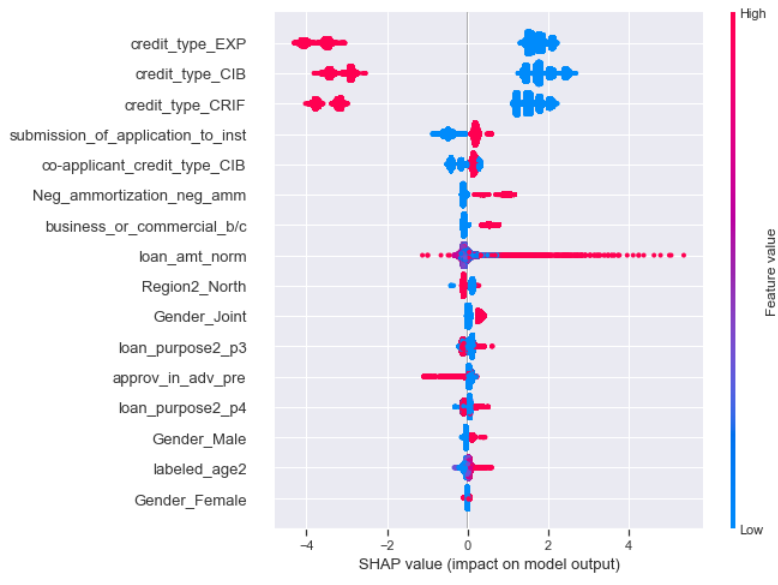 High
credit_type_EXP
credit_type_CIB
credit_type_CRIF
submission_of_application_to_inst
co-applicant_credit_type_CIB
Neg_ammortization_neg_amm
business_or_commercial_b/c
loan_amt_norm
Region2_North
Gender_Joint
loan_purpose2_p3
approv_in_adv_pre
loan_purpose2_p4
Gender_Male
labeled_age2
Gender_Female
Feature value
Low
−4 −2 0 2 4
SHAP value (impact on model output)